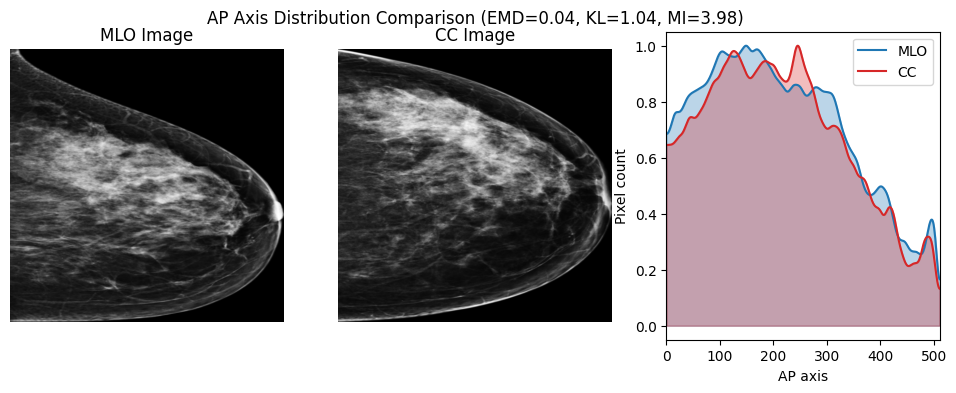 AP Axis Distribution Comparison (EMD=0.04, KL=1.04, MI=3.98)
MLO Image
CC Image
MLO
CC
Pixel count
1.0
0.8
0.6
0.4
0.2
0.0
0
100
200
300
400
500
AP axis